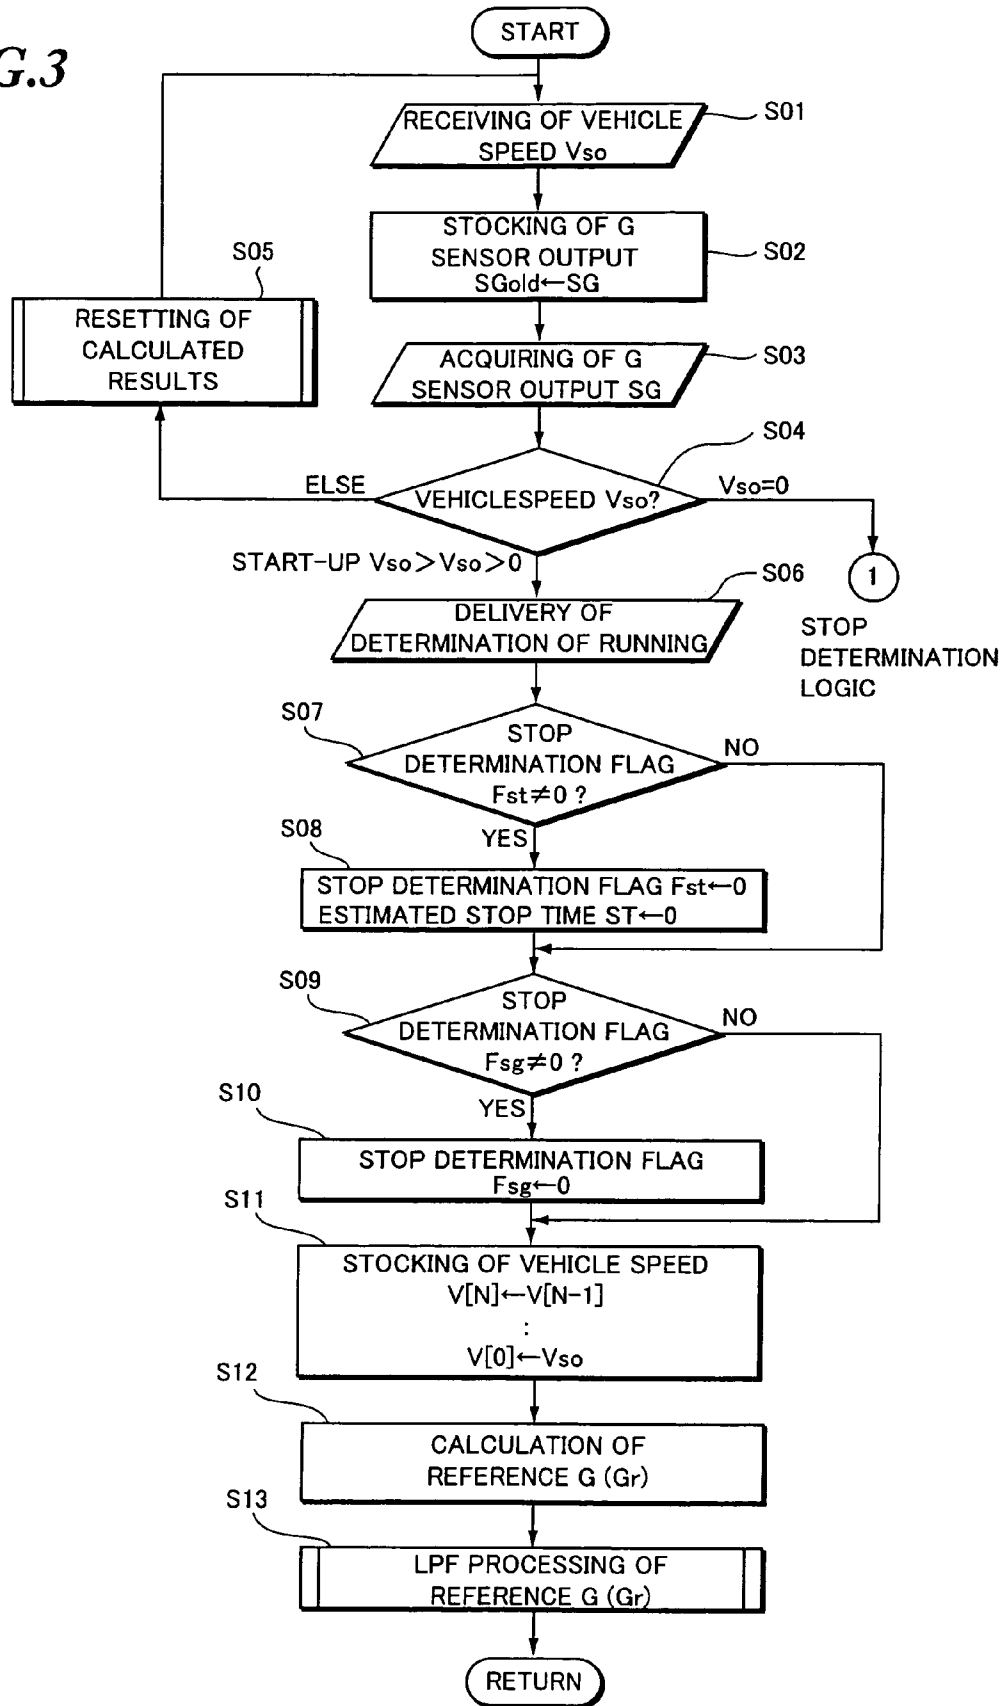 G.3
START
RECEIVING OF VEHICLE
SPEED Vso
S01
STOCKING OF G
SENSOR OUTPUT
SGold←SG
S02
S05
RESETTING OF
CALCULATED
RESULTS
ACQUIRING OF G
SENSOR OUTPUT SG
S03
S04
ELSE
VEHICLESPEED Vso?
Vso=0
START-UP Vso>Vso>0
1
STOP
DETERMINATION
LOGIC
S06
DELIVERY OF
DETERMINATION OF RUNNING
S07
STOP
DETERMINATION FLAG
Fst≠0 ?
NO
YES
S08
STOP DETERMINATION FLAG Fst←0
ESTIMATED STOP TIME ST←0
S09
STOP
DETERMINATION FLAG
Fsg≠0 ?
NO
YES
S10
STOP DETERMINATION FLAG
Fsg←0
S11
STOCKING OF VEHICLE SPEED
V[N]←V[N-1]
:
V[0]←Vso
S12
CALCULATION OF
REFERENCE G (Gr)
S13
LPF PROCESSING OF
REFERENCE G (Gr)
RETURN